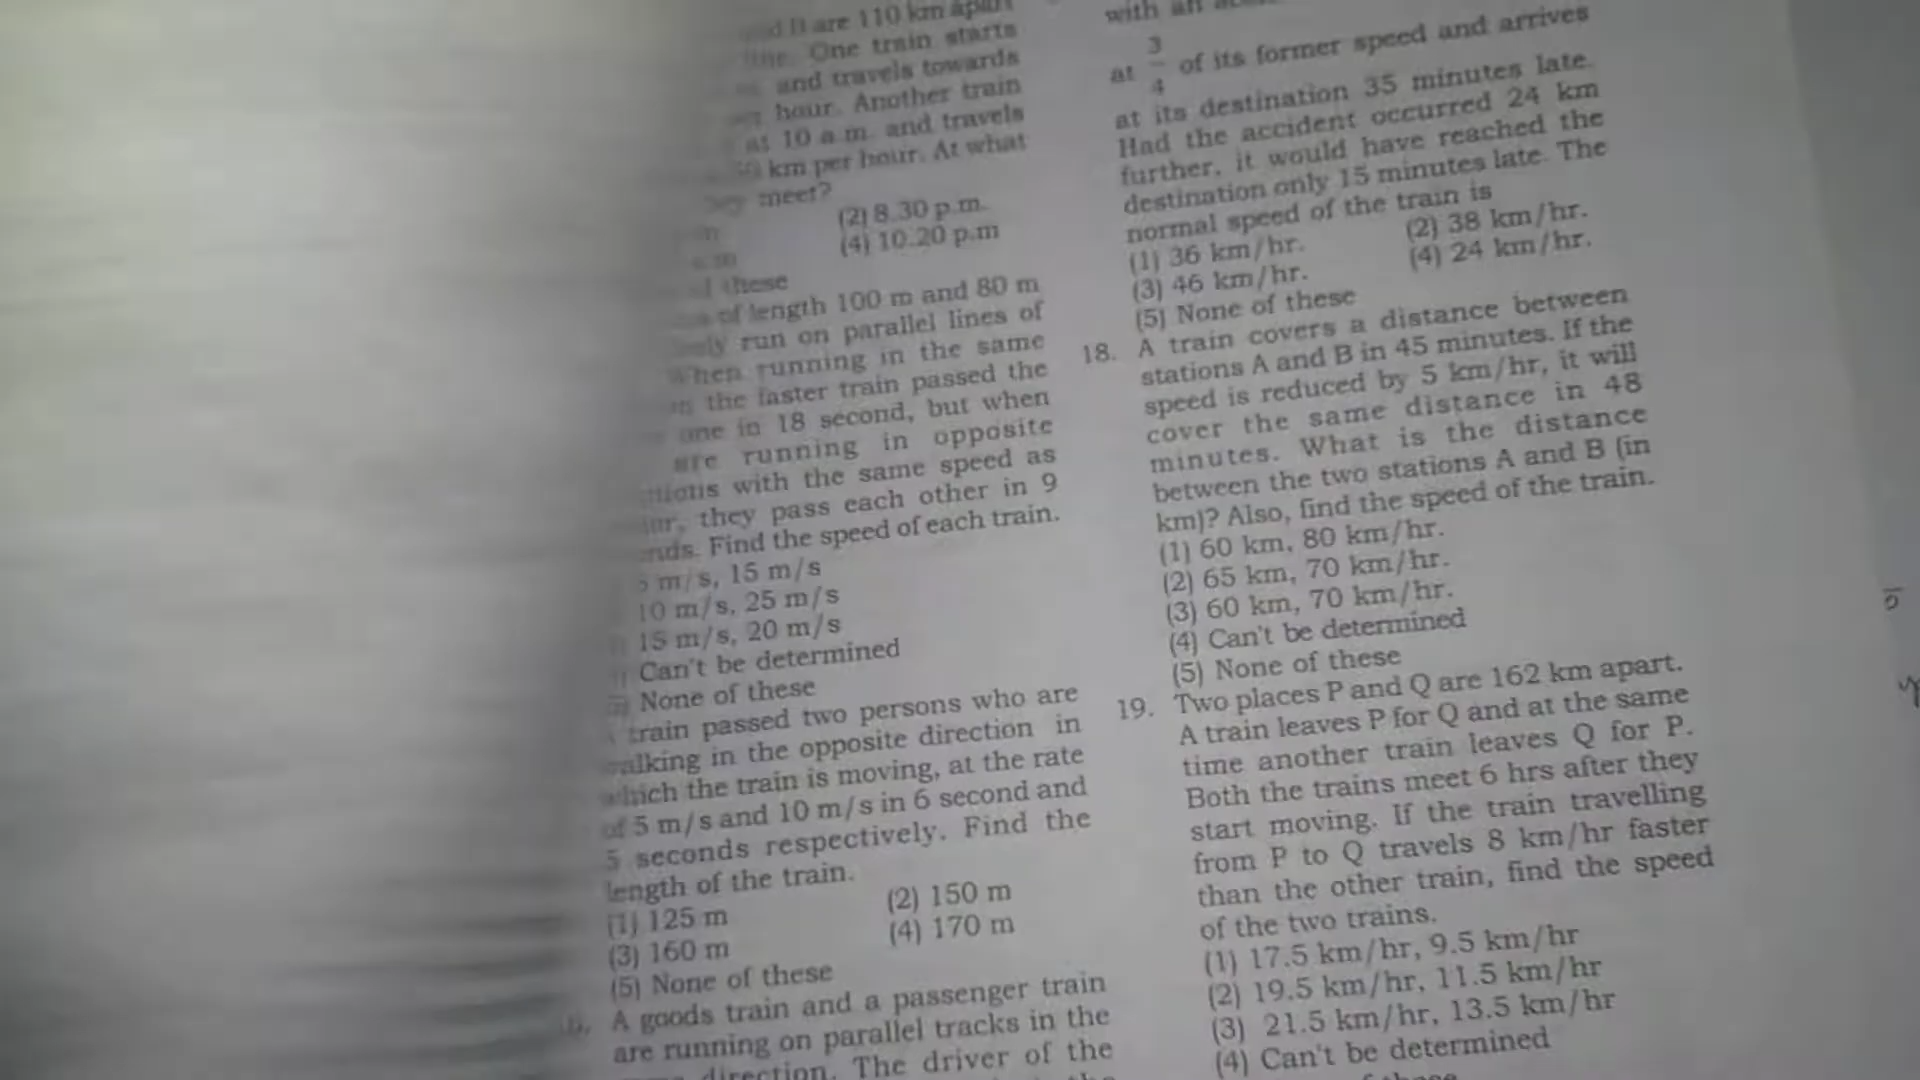 are 110 km apart
One train starts
and travels towards
hour. Another train
at 10 a.m. and travels
km per hour. At what
meet?
(2) 8.30 p.m.
(4) 10.20 p.m
these
of length 100 m and 80 m
run on parallel lines of
When running in the same
the faster train passed the
one in 18 second, but when
are running in opposite
with the same speed as
they pass each other in 9
Find the speed of each train.
m/s, 15 m/s
10 m/s, 25 m/s
15 m/s, 20 m/s
Can't be determined
None of these
train passed two persons who are
walking in the opposite direction in
which the train is moving, at the rate
of 5 m/s and 10 m/s in 6 second and
5 seconds respectively. Find the
length of the train.
(1) 125 m (2) 150 m
(3) 160 m (4) 170 m
(5) None of these
A goods train and a passenger train
are running on parallel tracks in the
direction. The driver of the
with an
at 3/4 of its former speed and arrives
at its destination 35 minutes late.
Had the accident occurred 24 km
further, it would have reached the
destination only 15 minutes late. The
normal speed of the train is
(1) 36 km/hr. (2) 38 km/hr.
(3) 46 km/hr. (4) 24 km/hr.
(5) None of these
18. A train covers a distance between
stations A and B in 45 minutes. If the
speed is reduced by 5 km/hr, it will
cover the same distance in 48
minutes. What is the distance
between the two stations A and B (in
km)? Also, find the speed of the train.
(1) 60 km, 80 km/hr.
(2) 65 km, 70 km/hr.
(3) 60 km, 70 km/hr.
(4) Can't be determined
(5) None of these
19. Two places P and Q are 162 km apart.
A train leaves P for Q and at the same
time another train leaves Q for P.
Both the trains meet 6 hrs after they
start moving. If the train travelling
from P to Q travels 8 km/hr faster
than the other train, find the speed
of the two trains.
(1) 17.5 km/hr, 9.5 km/hr
(2) 19.5 km/hr, 11.5 km/hr
(3) 21.5 km/hr, 13.5 km/hr
(4) Can't be determined